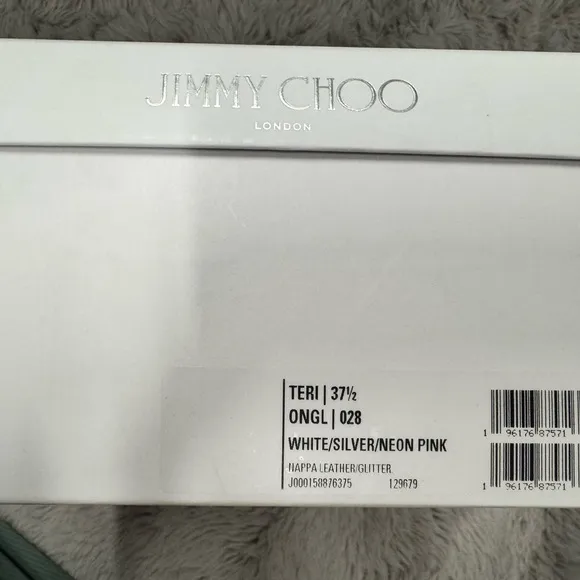 JIMMY CHOO
LONDON
TERI | 37½
ONGL | 028
WHITE/SILVER/NEON PINK
NAPPA LEATHER/GLITTER
J000158876375 129679
1 96176 87571
1 96176 87571